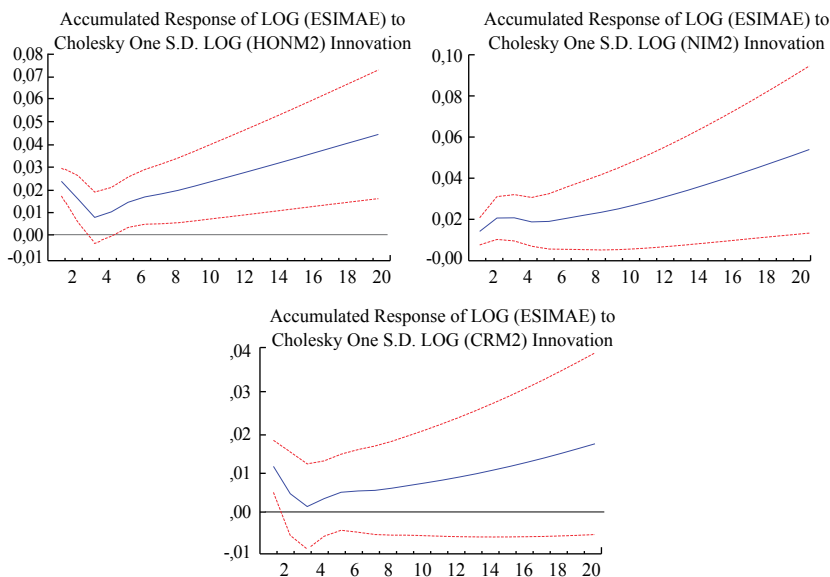 Accumulated Response of LOG (ESIMAE) to
Cholesky One S.D. LOG (HONM2) Innovation
0,08
0,07
0,06
0,05
0,04
0,03
0,02
0,01
0,00
-0,01
2 4 6 8 10 12 14 16 18 20
Accumulated Response of LOG (ESIMAE) to
Cholesky One S.D. LOG (NIM2) Innovation
0,10
0,08
0,06
0,04
0,02
-0,00
2 4 6 8 10 12 14 16 18 20
Accumulated Response of LOG (ESIMAE) to
Cholesky One S.D. LOG (CRM2) Innovation
,04
,03
,02
,01
,00
,01
2 4 6 8 10 12 14 16 18 20